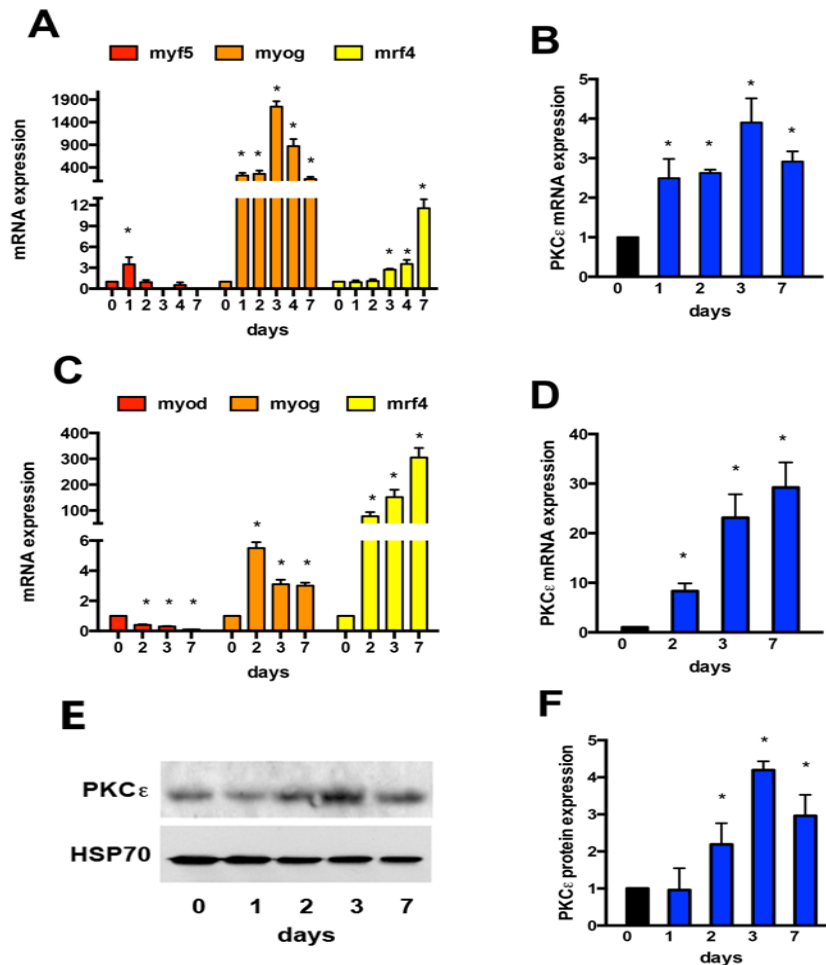 A
myf5 myog mrf4
mRNA expression
1900
1400
900
400
12
9
6
3
0
* * * * * * * * *
0 1 2 3 4 7 0 1 2 3 4 7 0 1 2 3 4 7
days
B
PKCε mRNA expression
5
4
3
2
1
0
* * * *
0 1 2 3 7
days
C
myod myog mrf4
mRNA expression
400
300
200
100
6
4
2
0
* * * * * * * * *
0 2 3 7 0 2 3 7 0 2 3 7
days
D
PKCε mRNA expression
40
30
20
10
0
* * *
0 2 3 7
days
E
PKCε
HSP70
0 1 2 3 7
days
F
PKCε protein expression
5
4
3
2
1
0
* * *
0 1 2 3 7
days